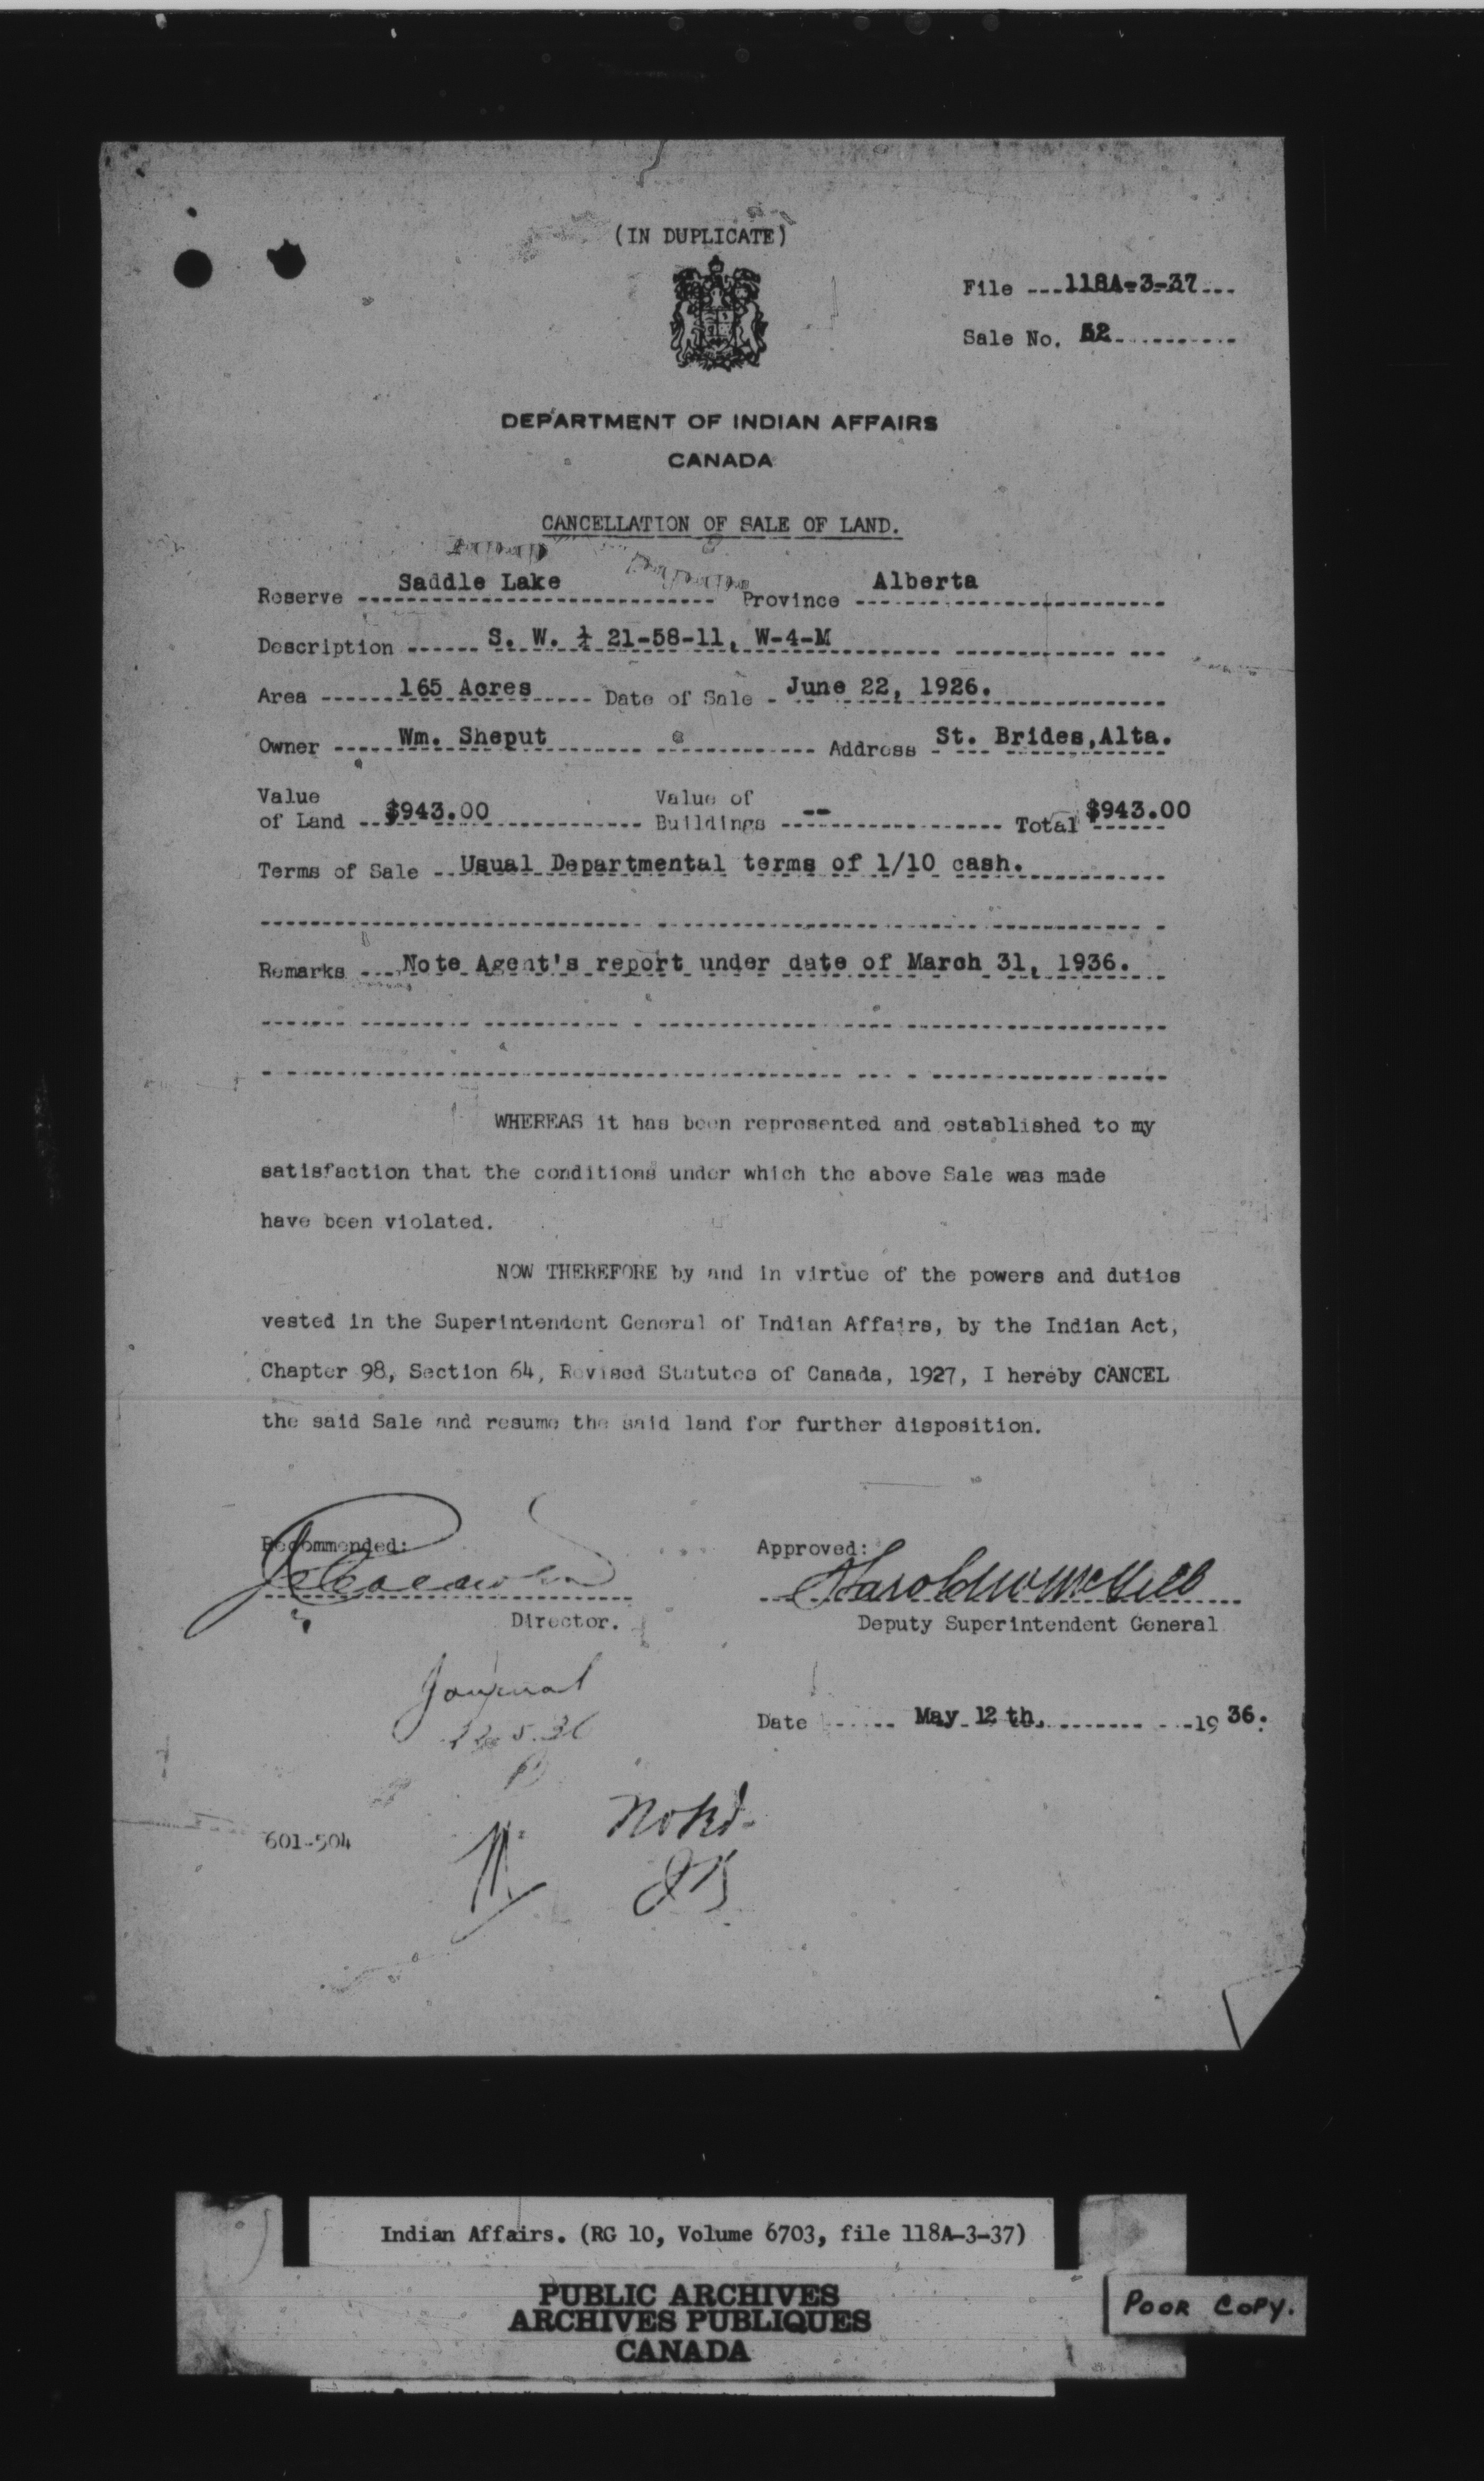 (IN DUPLICATE)
File 118A-3-37
Sale No. 52
DEPARTMENT OF INDIAN AFFAIRS
CANADA
CANCELLATION OF SALE OF LAND.
Reserve Saddle Lake Province Alberta
Description S. W. ¼ 21-58-11, W-4-M
Area 165 Acres Date of Sale June 22, 1926.
Owner Wm. Sheput Address St. Brides, Alta.
Value of Land $943.00 Value of Buildings -- Total $943.00
Terms of Sale Usual Departmental terms of 1/10 cash.
Remarks Note Agent's report under date of March 31, 1936.
WHEREAS it has been represented and established to my
satisfaction that the conditions under which the above Sale was made
have been violated.
NOW THEREFORE by and in virtue of the powers and duties
vested in the Superintendent General of Indian Affairs, by the Indian Act,
Chapter 98, Section 64, Revised Statutes of Canada, 1927, I hereby CANCEL
the said Sale and resume the said land for further disposition.
Recommended: Approved:
Harold W McGill
Director. Deputy Superintendent General
Journal
Date May 12th, 1936.
601-504
Indian Affairs. (RG 10, Volume 6703, file 118A-3-37)
PUBLIC ARCHIVES
ARCHIVES PUBLIQUES
CANADA
POOR COPY.